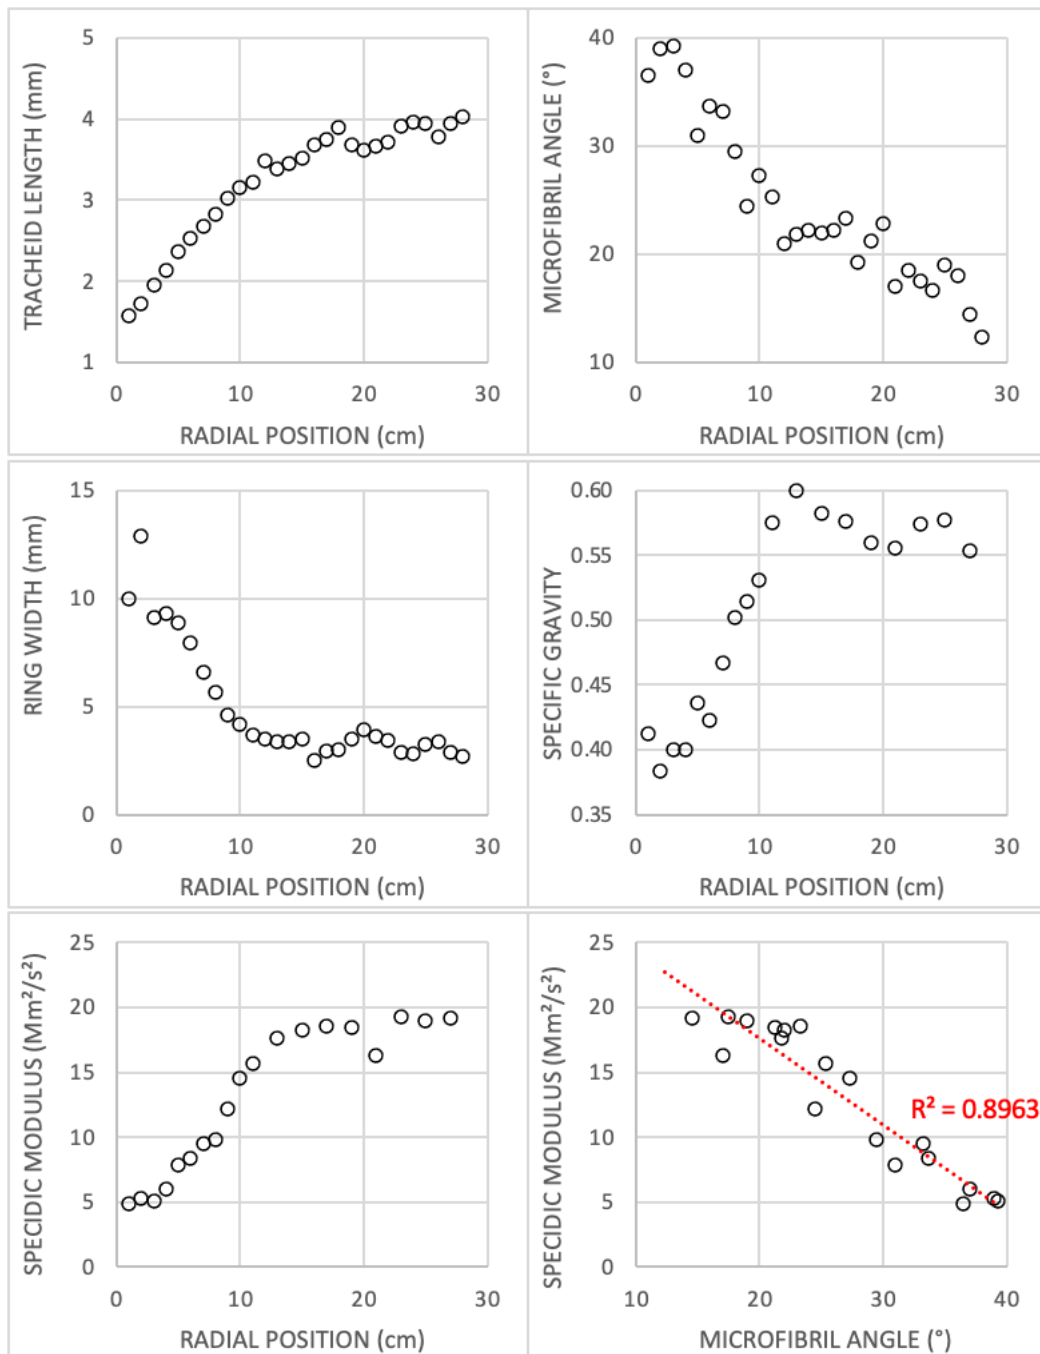 TRACHEID LENGTH (mm)
5
4
3
2
1
0 10 20 30
RADIAL POSITION (cm)
MICROFIBRIL ANGLE (°)
40
30
20
10
0 10 20 30
RADIAL POSITION (cm)
RING WIDTH (mm)
15
10
5
0
0 10 20 30
RADIAL POSITION (cm)
SPECIFIC GRAVITY
0.60
0.55
0.50
0.45
0.40
0.35
0 10 20 30
RADIAL POSITION (cm)
SPECIDIC MODULUS (Mm²/s²)
25
20
15
10
5
0
0 10 20 30
RADIAL POSITION (cm)
SPECIDIC MODULUS (Mm²/s²)
25
20
15
10
5
0
R² = 0.8963
10 20 30 40
MICROFIBRIL ANGLE (°)